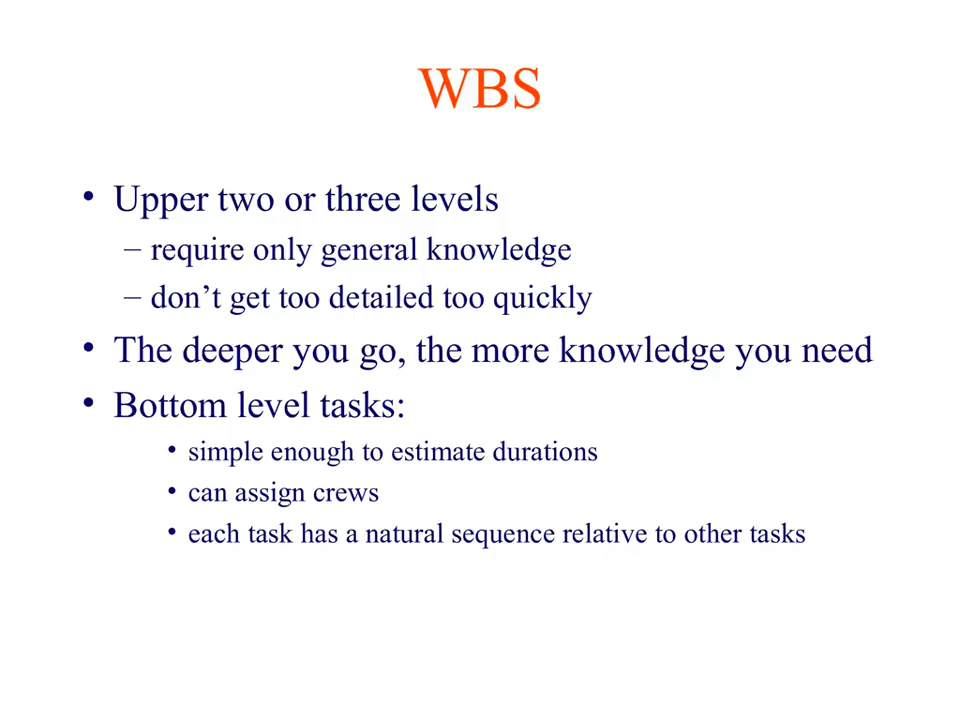 WBS
• Upper two or three levels
– require only general knowledge
– don’t get too detailed too quickly
• The deeper you go, the more knowledge you need
• Bottom level tasks:
• simple enough to estimate durations
• can assign crews
• each task has a natural sequence relative to other tasks